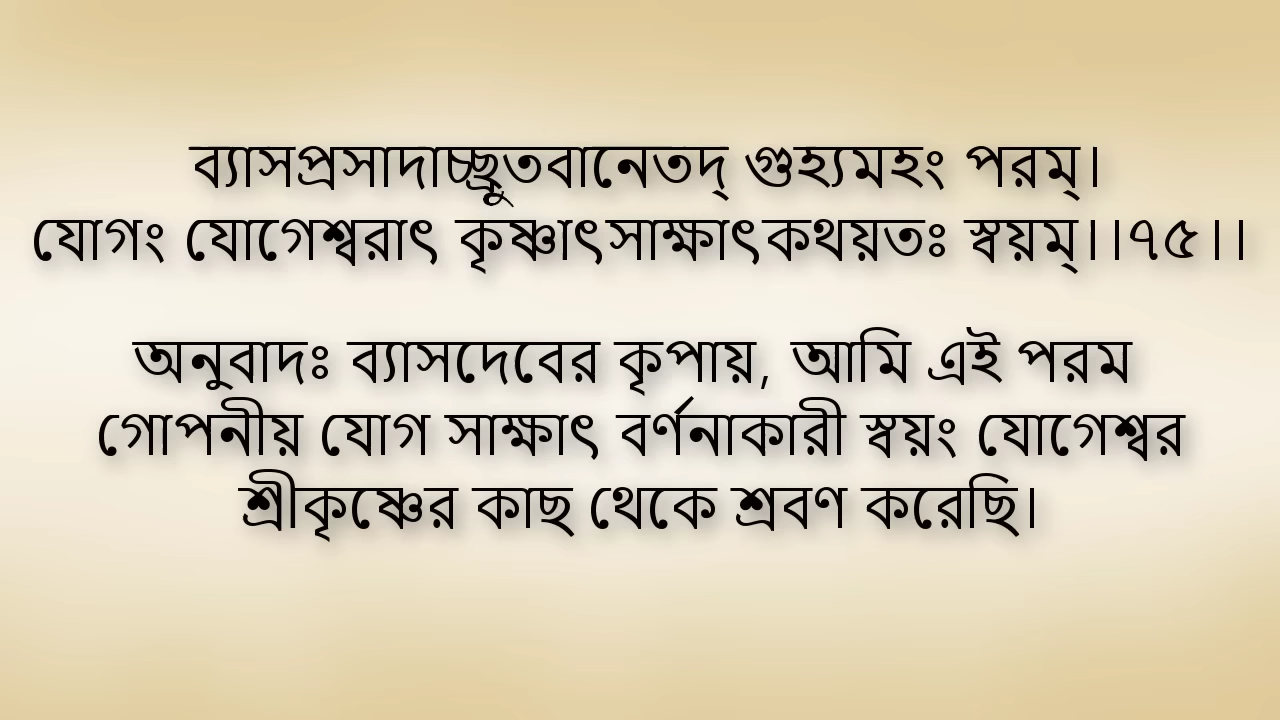 ব্যাসপ্রসাদাচ্ছ্রুতবানেতদ্ গুহ্যমহং পরম্।
যোগং যোগেশ্বরাৎ কৃষ্ণাৎসাক্ষাৎকথয়তঃ স্বয়ম্।।৭৫।।
অনুবাদঃ ব্যাসদেবের কৃপায়, আমি এই পরম
গোপনীয় যোগ সাক্ষাৎ বর্ণনাকারী স্বয়ং যোগেশ্বর
শ্রীকৃষ্ণের কাছ থেকে শ্রবণ করেছি।